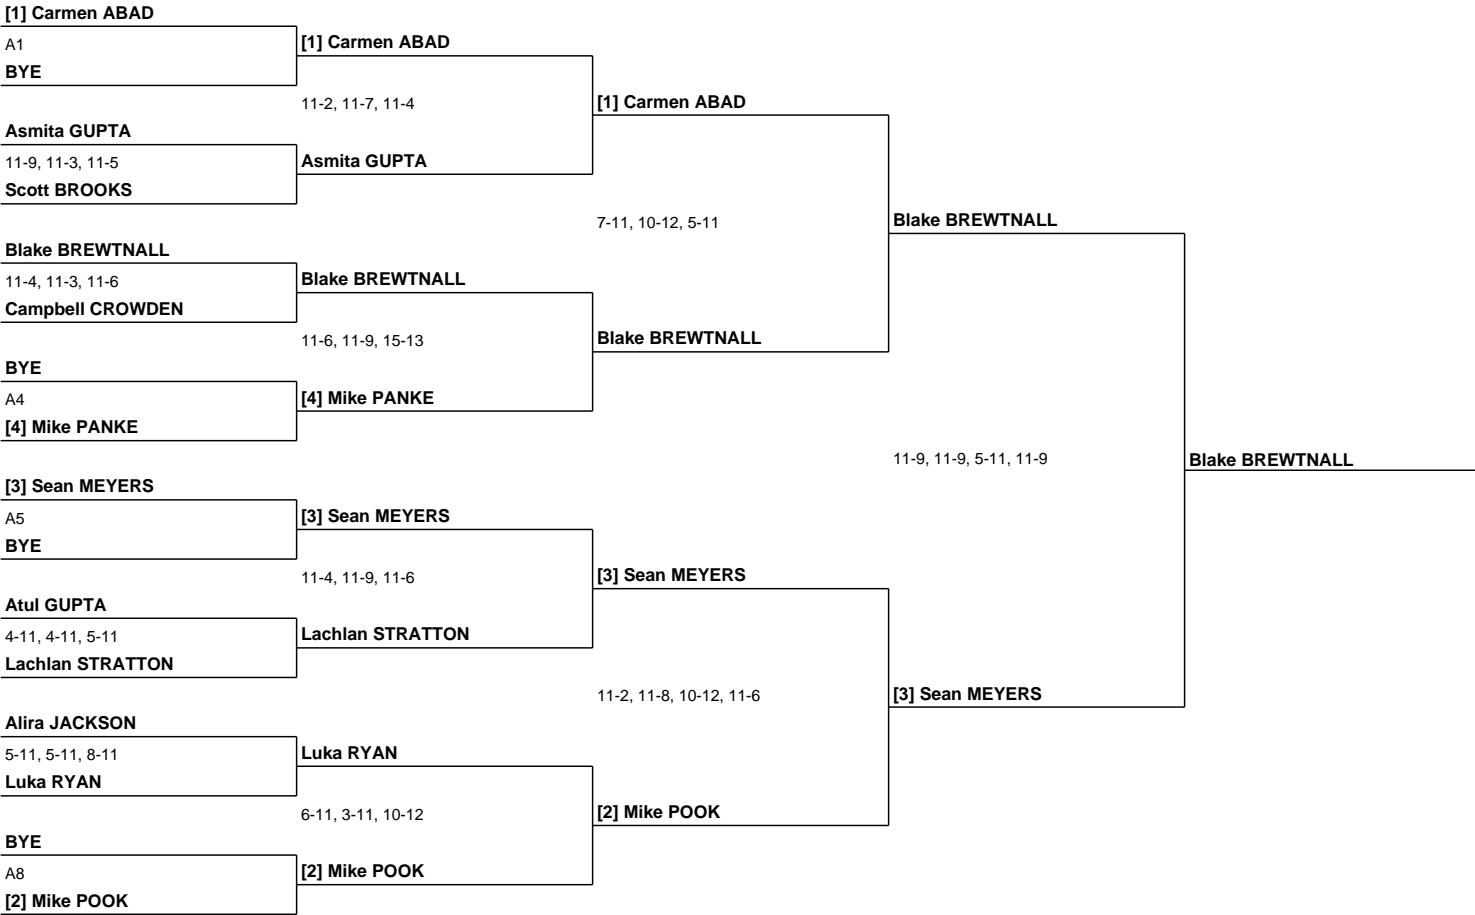 [1] Carmen ABAD
A1
BYE
Asmita GUPTA
11-9, 11-3, 11-5
Scott BROOKS
Blake BREWTNALL
11-4, 11-3, 11-6
Campbell CROWDEN
BYE
A4
[4] Mike PANKE
[3] Sean MEYERS
A5
BYE
Atul GUPTA
4-11, 4-11, 5-11
Lachlan STRATTON
Alira JACKSON
5-11, 5-11, 8-11
Luka RYAN
BYE
A8
[2] Mike POOK
[1] Carmen ABAD
11-2, 11-7, 11-4
Asmita GUPTA
Blake BREWTNALL
11-6, 11-9, 15-13
[4] Mike PANKE
[3] Sean MEYERS
11-4, 11-9, 11-6
Lachlan STRATTON
Luka RYAN
6-11, 3-11, 10-12
[2] Mike POOK
[1] Carmen ABAD
7-11, 10-12, 5-11
Blake BREWTNALL
[3] Sean MEYERS
11-2, 11-8, 10-12, 11-6
[2] Mike POOK
Blake BREWTNALL
11-9, 11-9, 5-11, 11-9
[3] Sean MEYERS
Blake BREWTNALL